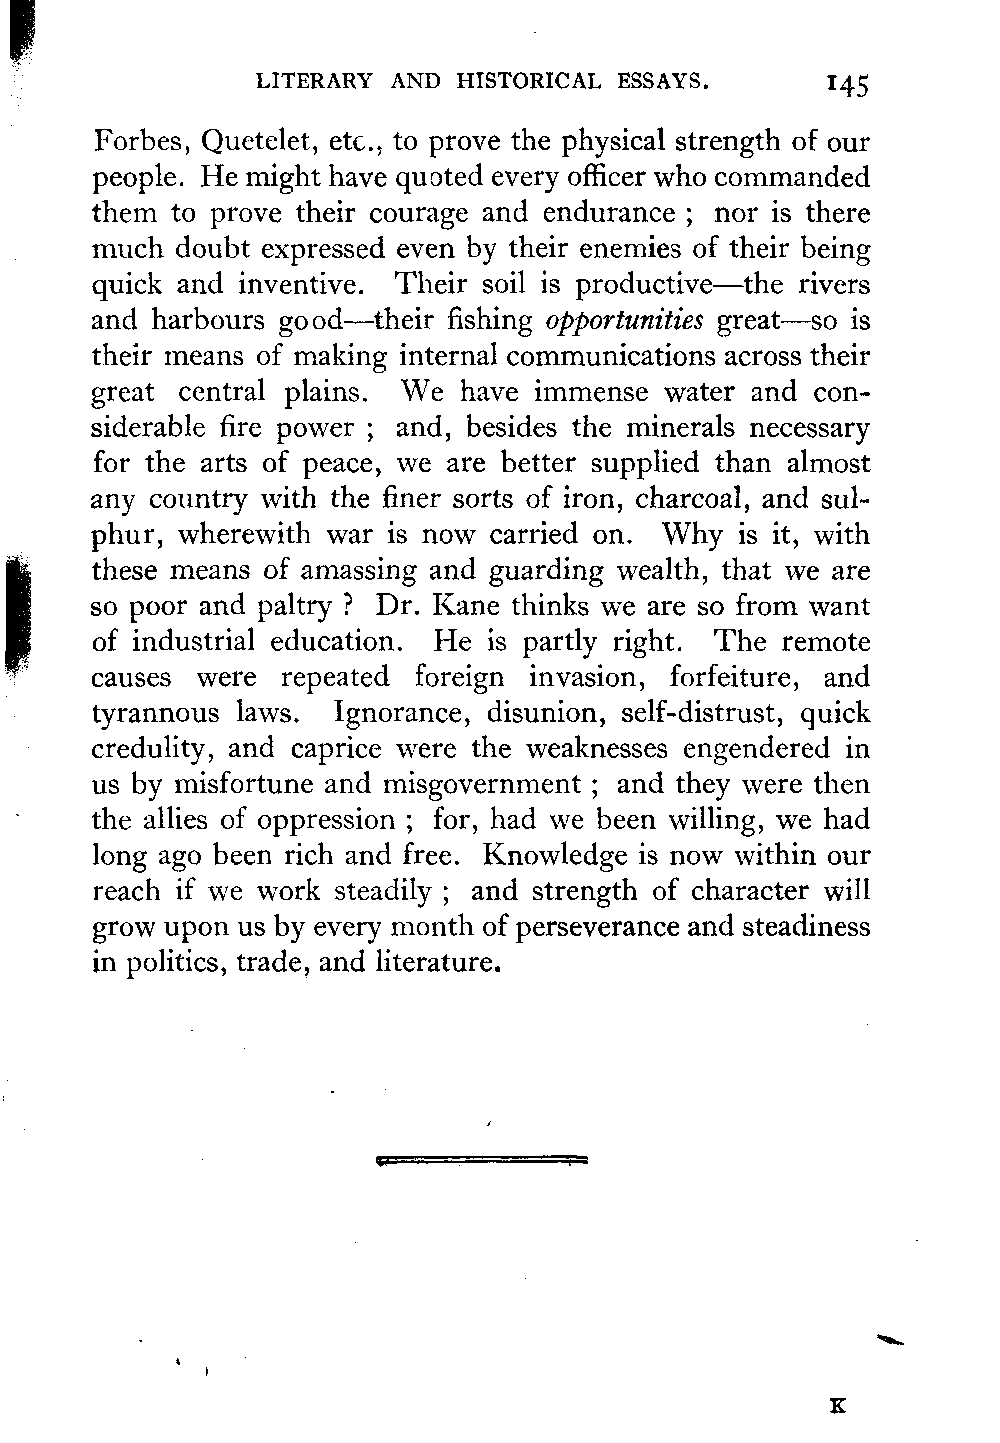 LITERARY AND HISTORICAL ESSAYS. 145
Forbes, Quetelet, etc., to prove the physical strength of our
people. He might have quoted every officer who commanded
them to prove their courage and endurance ; nor is there
much doubt expressed even by their enemies of their being
quick and inventive. Their soil is productive—the rivers
and harbours good—their fishing opportunities great—so is
their means of making internal communications across their
great central plains. We have immense water and con-
siderable fire power ; and, besides the minerals necessary
for the arts of peace, we are better supplied than almost
any country with the finer sorts of iron, charcoal, and sul-
phur, wherewith war is now carried on. Why is it, with
these means of amassing and guarding wealth, that we are
so poor and paltry ? Dr. Kane thinks we are so from want
of industrial education. He is partly right. The remote
causes were repeated foreign invasion, forfeiture, and
tyrannous laws. Ignorance, disunion, self-distrust, quick
credulity, and caprice were the weaknesses engendered in
us by misfortune and misgovernment ; and they were then
the allies of oppression ; for, had we been willing, we had
long ago been rich and free. Knowledge is now within our
reach if we work steadily ; and strength of character will
grow upon us by every month of perseverance and steadiness
in politics, trade, and literature.
K